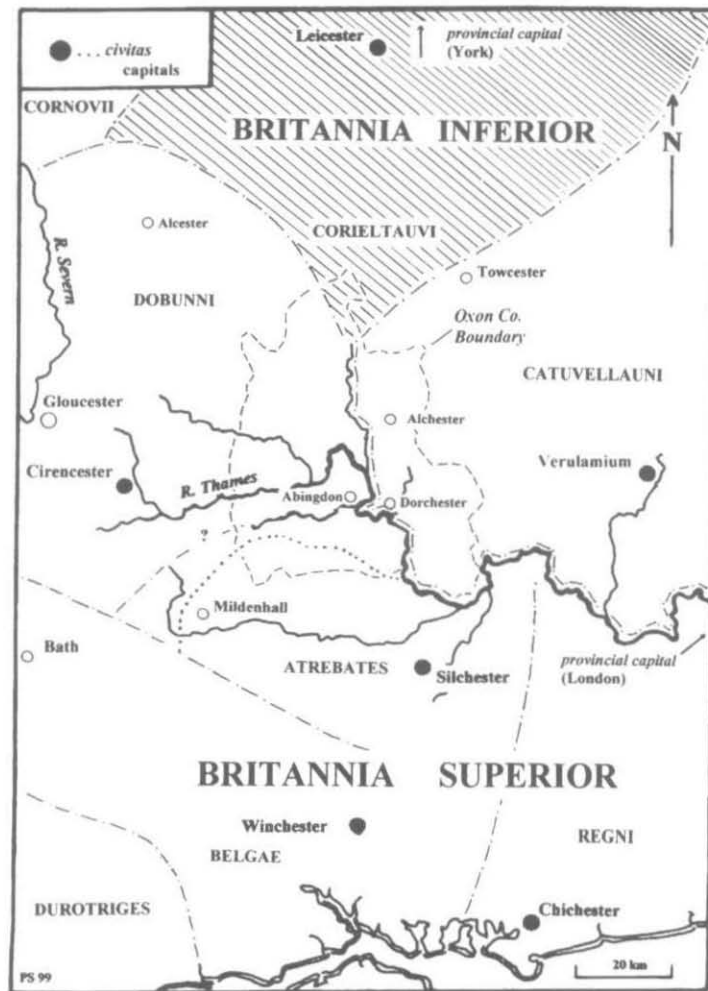 ... civitas
capitals
Leicester
provincial capital
(York)
CORNOVII
BRITANNIA INFERIOR
N
Alcester
CORIELTAUVI
R. Severn
Towcester
DOBUNNI
Oxon Co.
Boundary
CATUVELLAUNI
Gloucester
Alchester
Cirencester
Verulamium
R. Thames
Abingdon
Dorchester
?
Mildenhall
Bath
ATREBATES
Silchester
provincial capital
(London)
BRITANNIA SUPERIOR
Winchester
BELGAE
REGNI
DUROTRIGES
Chichester
PS 99
20 km